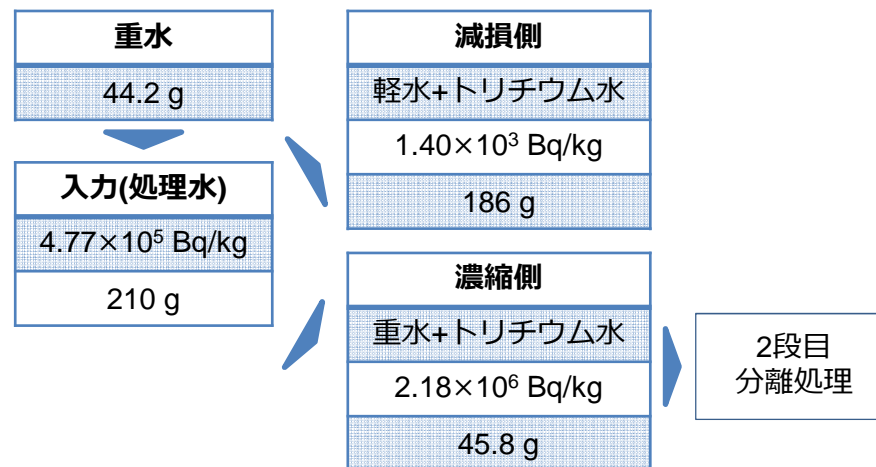 重水
44.2 g
入力(処理水)
4.77×10⁵ Bq/kg
210 g
減損側
軽水+トリチウム水
1.40×10³ Bq/kg
186 g
濃縮側
重水+トリチウム水
2.18×10⁶ Bq/kg
45.8 g
2段目
分離処理